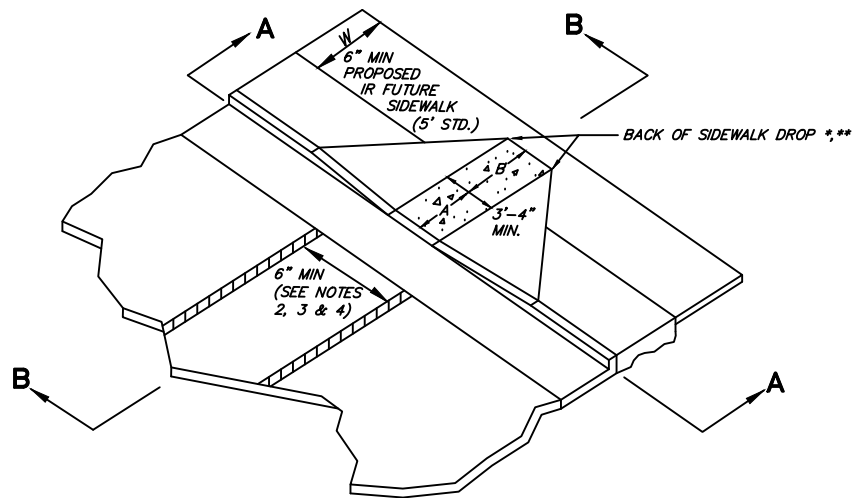 A
B
W
6" MIN
PROPOSED
IR FUTURE
SIDEWALK
(5' STD.)
BACK OF SIDEWALK DROP *,**
B
A
3'-4"
MIN.
6" MIN
(SEE NOTES
2, 3 & 4)
B
A